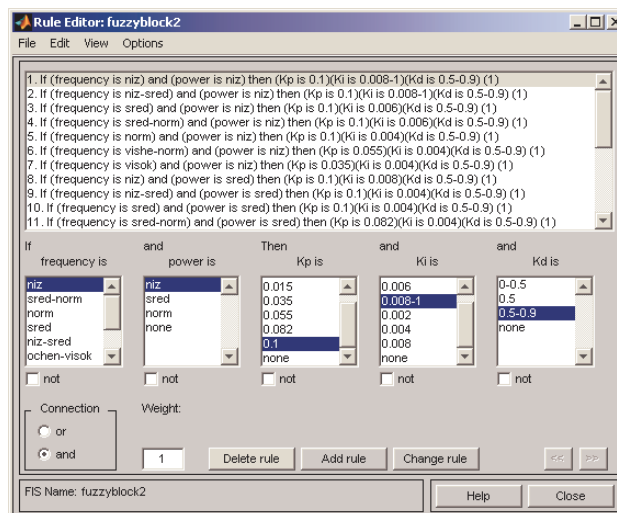 Rule Editor: fuzzyblock2
File Edit View Options
1. If (frequency is niz) and (power is niz) then (Kp is 0.1)(Ki is 0.008-1)(Kd is 0.5-0.9) (1)
2. If (frequency is niz-sred) and (power is niz) then (Kp is 0.1)(Ki is 0.008-1)(Kd is 0.5-0.9) (1)
3. If (frequency is sred) and (power is niz) then (Kp is 0.1)(Ki is 0.006)(Kd is 0.5-0.9) (1)
4. If (frequency is sred-norm) and (power is niz) then (Kp is 0.1)(Ki is 0.006)(Kd is 0.5-0.9) (1)
5. If (frequency is norm) and (power is niz) then (Kp is 0.1)(Ki is 0.004)(Kd is 0.5-0.9) (1)
6. If (frequency is vishe-norm) and (power is niz) then (Kp is 0.055)(Ki is 0.004)(Kd is 0.5-0.9) (1)
7. If (frequency is visok) and (power is niz) then (Kp is 0.035)(Ki is 0.004)(Kd is 0.5-0.9) (1)
8. If (frequency is niz) and (power is sred) then (Kp is 0.1)(Ki is 0.008)(Kd is 0.5-0.9) (1)
9. If (frequency is niz-sred) and (power is sred) then (Kp is 0.1)(Ki is 0.004)(Kd is 0.5-0.9) (1)
10. If (frequency is sred) and (power is sred) then (Kp is 0.1)(Ki is 0.004)(Kd is 0.5-0.9) (1)
11. If (frequency is sred-norm) and (power is sred) then (Kp is 0.082)(Ki is 0.004)(Kd is 0.5-0.9) (1)
If and Then and and
frequency is power is Kp is Ki is Kd is
niz
sred-norm
norm
sred
niz-sred
ochen-visok
niz
sred
norm
none
0.015
0.035
0.055
0.082
0.1
none
0.006
0.008-1
0.002
0.004
0.008
none
0-0.5
0.5
0.5-0.9
none
not not not not not
Connection
or
and
Weight:
1
Delete rule Add rule Change rule << >>
FIS Name: fuzzyblock2
Help Close